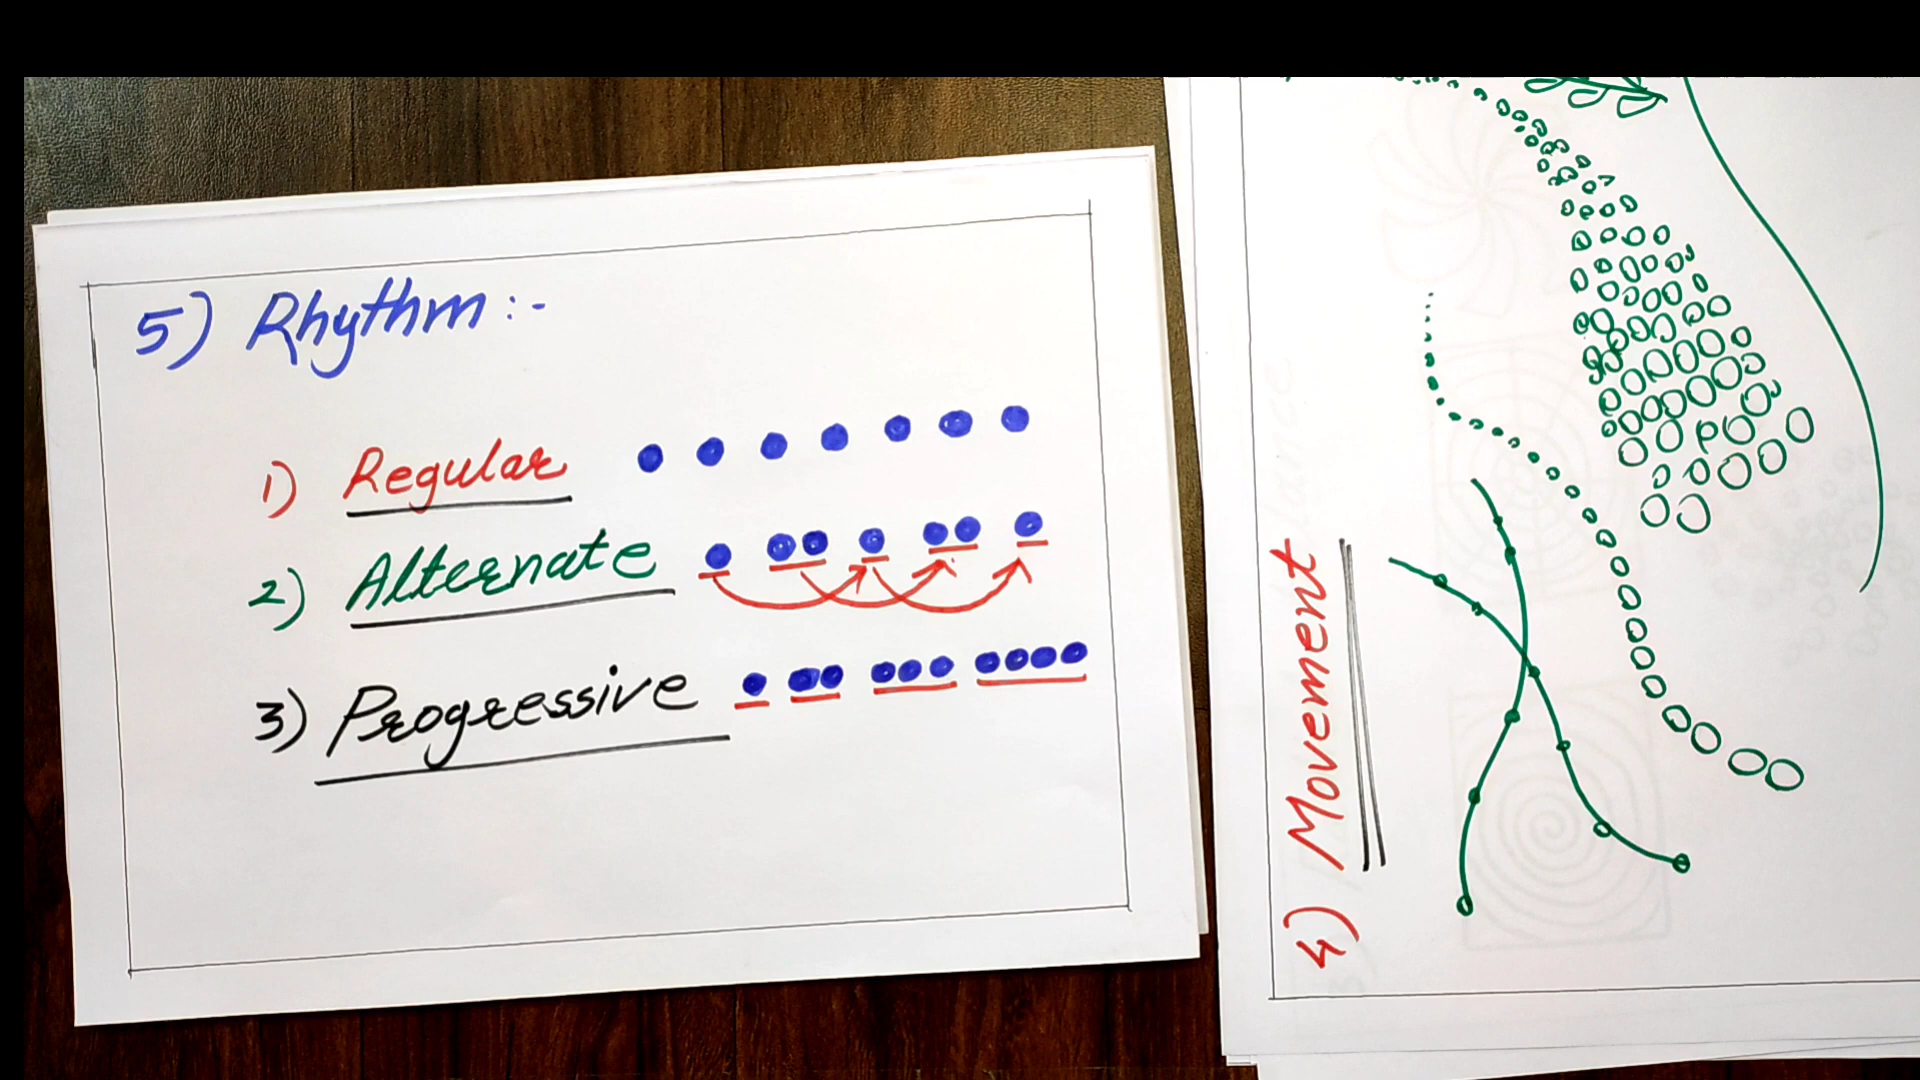 5) Rhythm:-
1) Regular
2) Alternate
3) Progressive
4) Movement